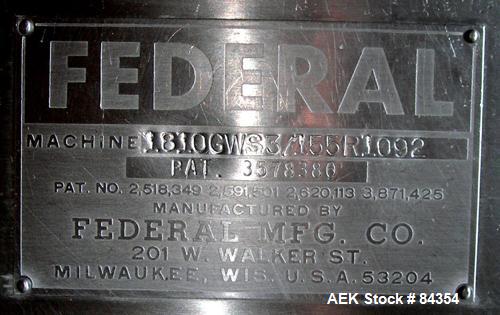 FEDERAL
MACHINE 1810GWS3/155R1092
PAT. 3578380
PAT. NO. 2,518,349 2,591,501 2,620,113 3,871,425
MANUFACTURED BY
FEDERAL MFG. CO.
201 W. WALKER ST.
MILWAUKEE, WIS. U.S.A. 53204
AEK Stock # 84354